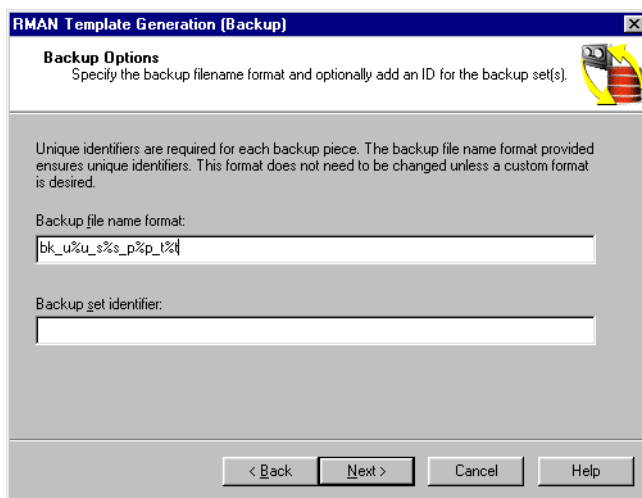 RMAN Template Generation (Backup)
Backup Options
Specify the backup filename format and optionally add an ID for the backup set(s).
Unique identifiers are required for each backup piece. The backup file name format provided
ensures unique identifiers. This format does not need to be changed unless a custom format
is desired.
Backup file name format:
bk_u%u_s%s_p%p_t%t
Backup set identifier:
< Back Next > Cancel Help